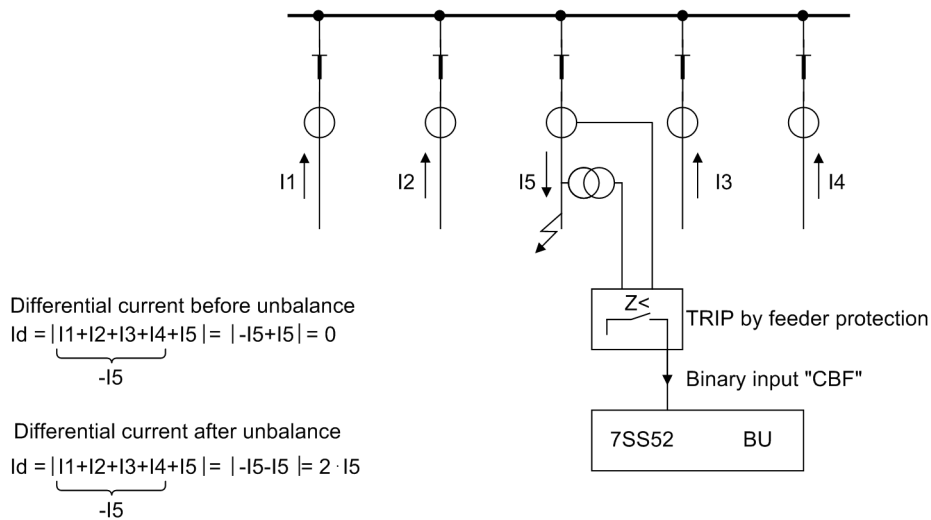 I1
I2
I5
I3
I4
Z<
TRIP by feeder protection
Binary input "CBF"
7SS52 BU
Differential current before unbalance
Id = |I1+I2+I3+I4+I5| = |-I5+I5| = 0
-I5
Differential current after unbalance
Id = |I1+I2+I3+I4+I5| = |-I5-I5| = 2 · I5
-I5